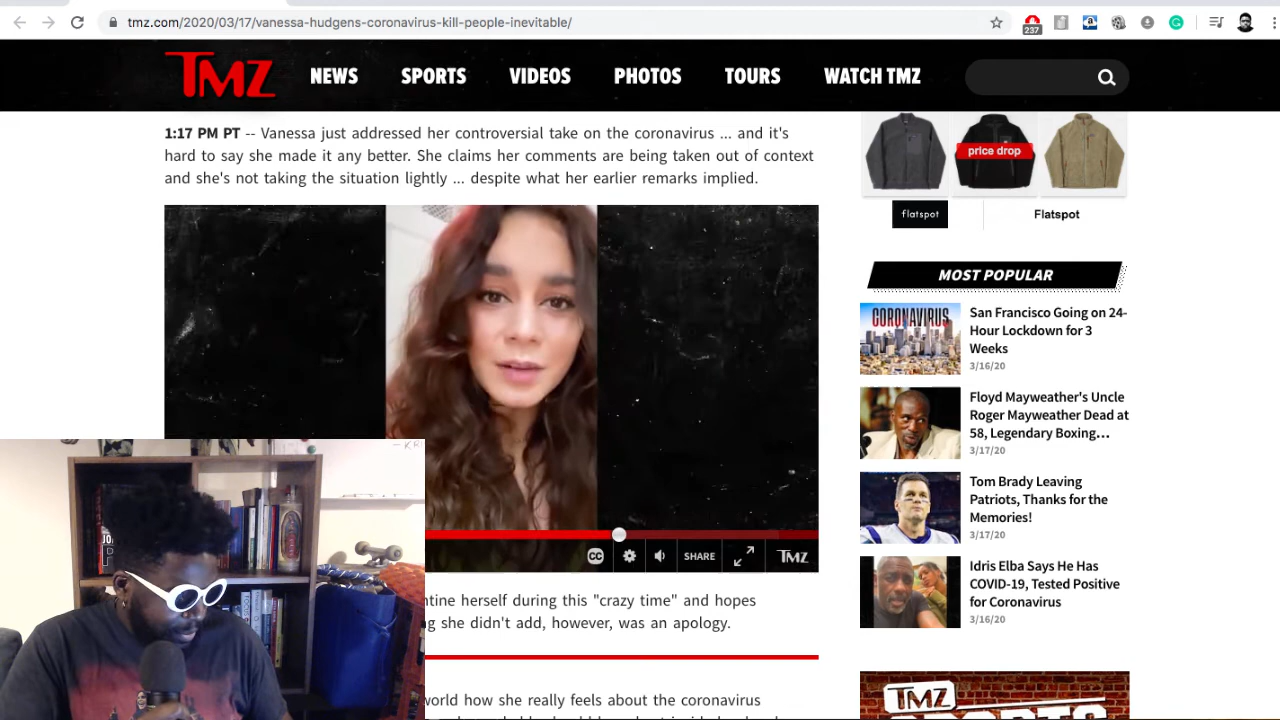 tmz.com/2020/03/17/vanessa-hudgens-coronavirus-kill-people-inevitable/
237
TMZ
NEWS
SPORTS
VIDEOS
PHOTOS
TOURS
WATCH TMZ
1:17 PM PT -- Vanessa just addressed her controversial take on the coronavirus ... and it's
hard to say she made it any better. She claims her comments are being taken out of context
and she's not taking the situation lightly ... despite what her earlier remarks implied.
price drop
flatspot
Flatspot
MOST POPULAR
CORONAVIRUS
San Francisco Going on 24-
Hour Lockdown for 3
Weeks
3/16/20
Floyd Mayweather's Uncle
Roger Mayweather Dead at
58, Legendary Boxing...
3/17/20
Tom Brady Leaving
Patriots, Thanks for the
Memories!
3/17/20
Idris Elba Says He Has
COVID-19, Tested Positive
for Coronavirus
3/16/20
CC
SHARE
TMZ
ntine herself during this "crazy time" and hopes
g she didn't add, however, was an apology.
world how she really feels about the coronavirus
TMZ